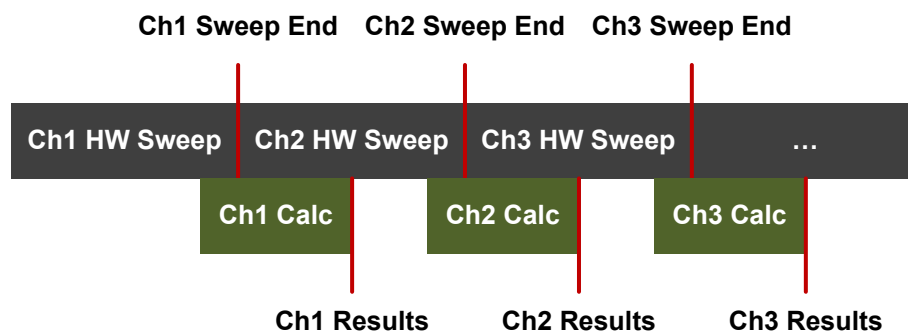 Ch1 Sweep End Ch2 Sweep End Ch3 Sweep End
Ch1 HW Sweep Ch2 HW Sweep Ch3 HW Sweep ...
Ch1 Calc Ch2 Calc Ch3 Calc
Ch1 Results Ch2 Results Ch3 Results